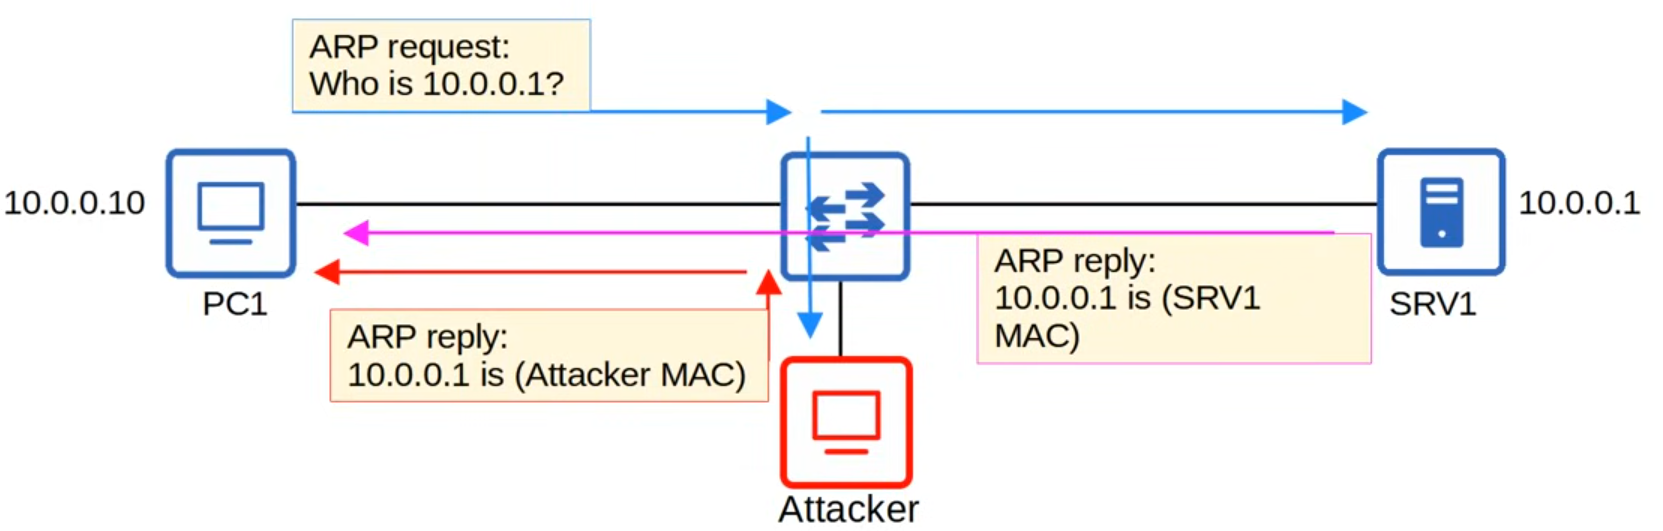 ARP request:
Who is 10.0.0.1?
10.0.0.10
10.0.0.1
PC1
ARP reply:
10.0.0.1 is (Attacker MAC)
ARP reply:
10.0.0.1 is (SRV1
MAC)
SRV1
Attacker